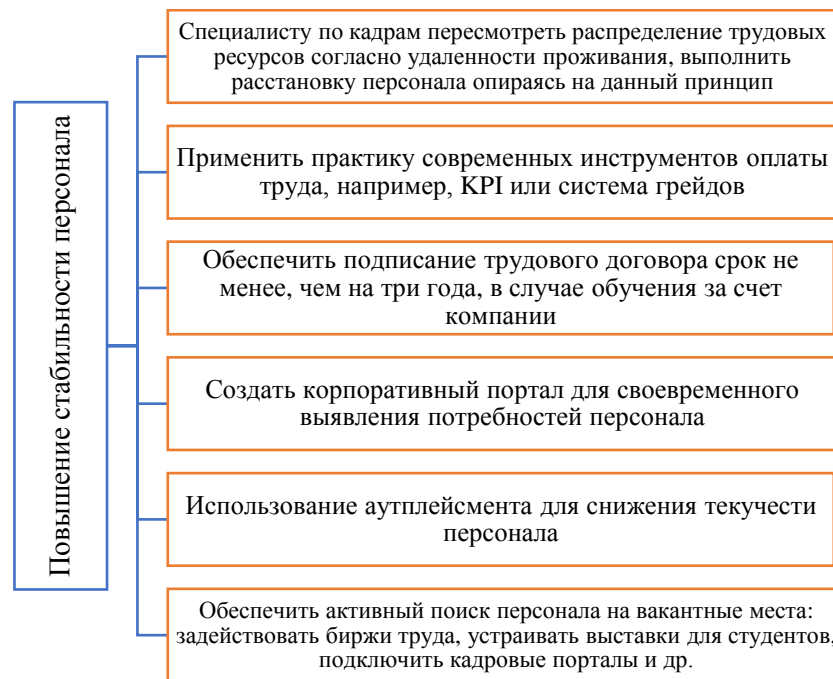 Повышение стабильности персонала
Специалисту по кадрам пересмотреть распределение трудовых
ресурсов согласно удаленности проживания, выполнить
расстановку персонала опираясь на данный принцип
Применить практику современных инструментов оплаты
труда, например, KPI или система грейдов
Обеспечить подписание трудового договора срок не
менее, чем на три года, в случае обучения за счет
компании
Создать корпоративный портал для своевременного
выявления потребностей персонала
Использование аутплейсмента для снижения текучести
персонала
Обеспечить активный поиск персонала на вакантные места:
задействовать биржи труда, устраивать выставки для студентов,
подключить кадровые порталы и др.